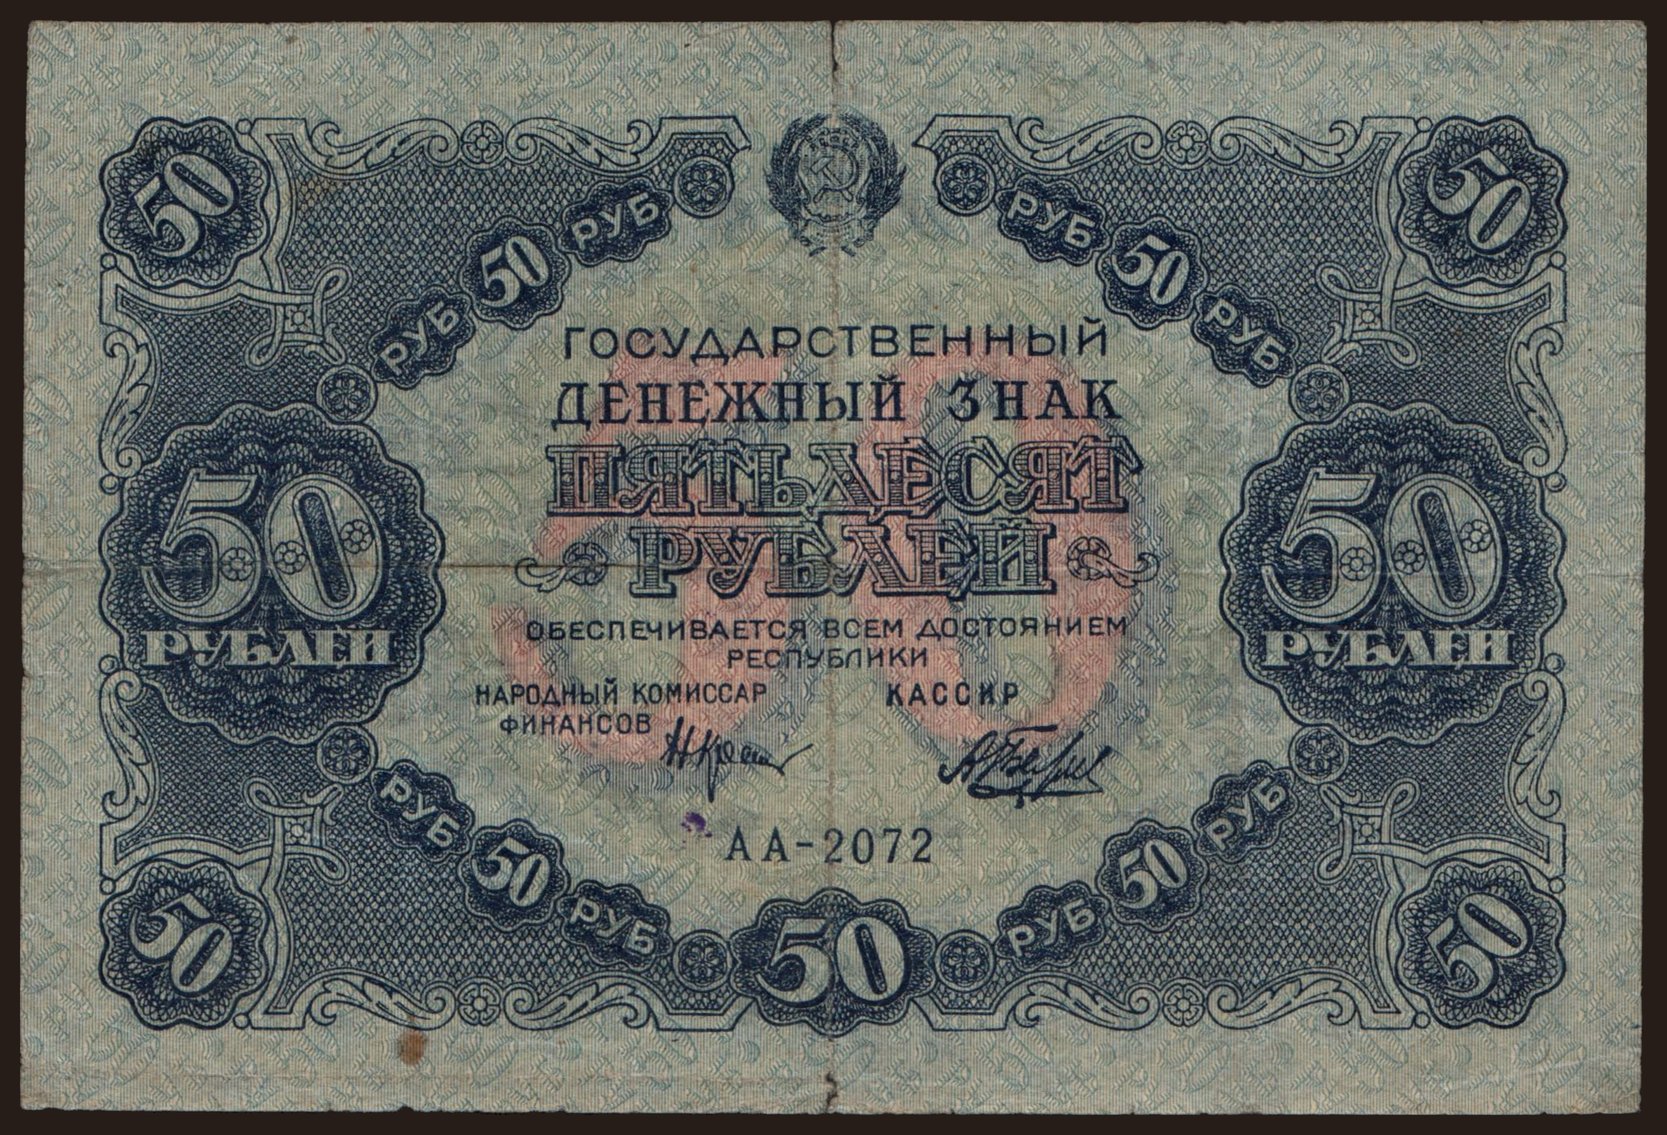 50 50
РУБ 50 РУБ РУБ 50 РУБ
ГОСУДАРСТВЕННЫЙ
ДЕНЕЖНЫЙ ЗНАК
ПЯТЬДЕСЯТ
РУБЛЕЙ
50 50 50
РУБЛЕЙ РУБЛЕЙ
ОБЕСПЕЧИВАЕТСЯ ВСЕМ ДОСТОЯНИЕМ
РЕСПУБЛИКИ
НАРОДНЫЙ КОМИССАР КАССИР
ФИНАНСОВ
АА-2072
РУБ 50 РУБ РУБ 50 РУБ
50 50 50